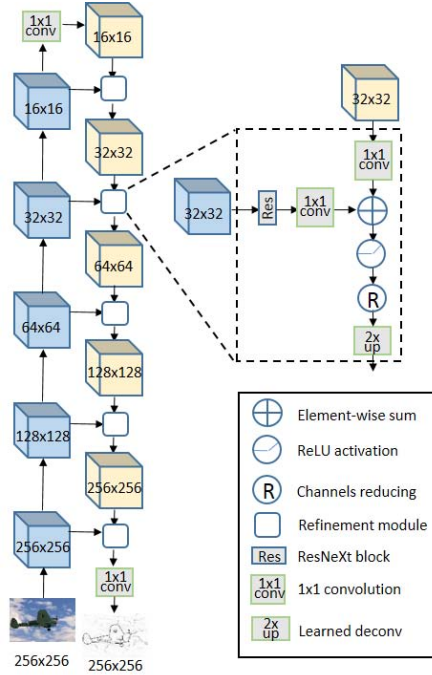 1x1
conv
16x16
16x16
32x32
32x32
64x64
64x64
128x128
128x128
256x256
256x256
1x1
conv
256x256
256x256
32x32
1x1
conv
32x32
Res
1x1
conv
R
2x
up
Element-wise sum
ReLU activation
R
Channels reducing
Refinement module
Res
ResNeXt block
1x1
conv
1x1 convolution
2x
up
Learned deconv